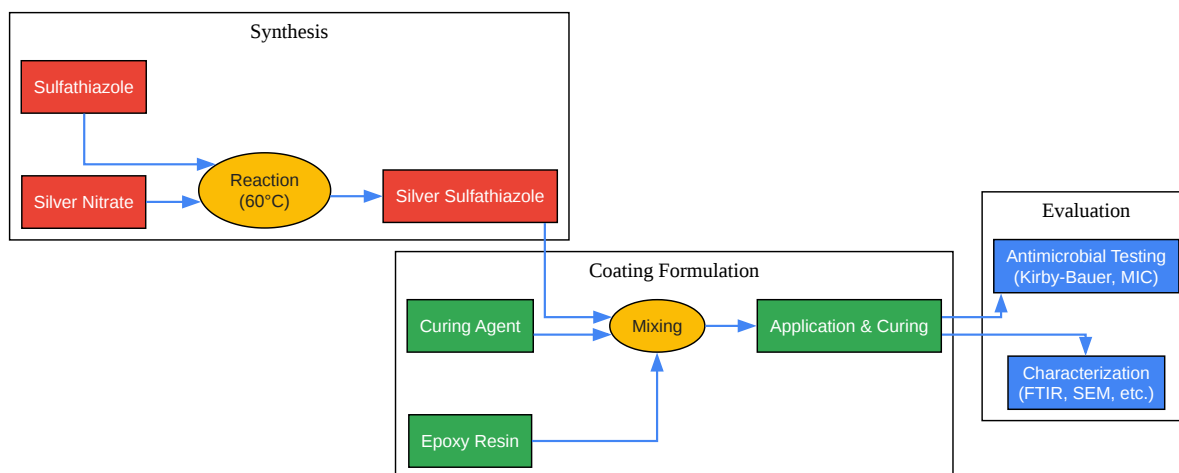 Synthesis
Sulfathiazole
Reaction
(60°C)
Silver Nitrate
Silver Sulfathiazole
Coating Formulation
Curing Agent
Mixing
Application & Curing
Epoxy Resin
Evaluation
Antimicrobial Testing
(Kirby-Bauer, MIC)
Characterization
(FTIR, SEM, etc.)